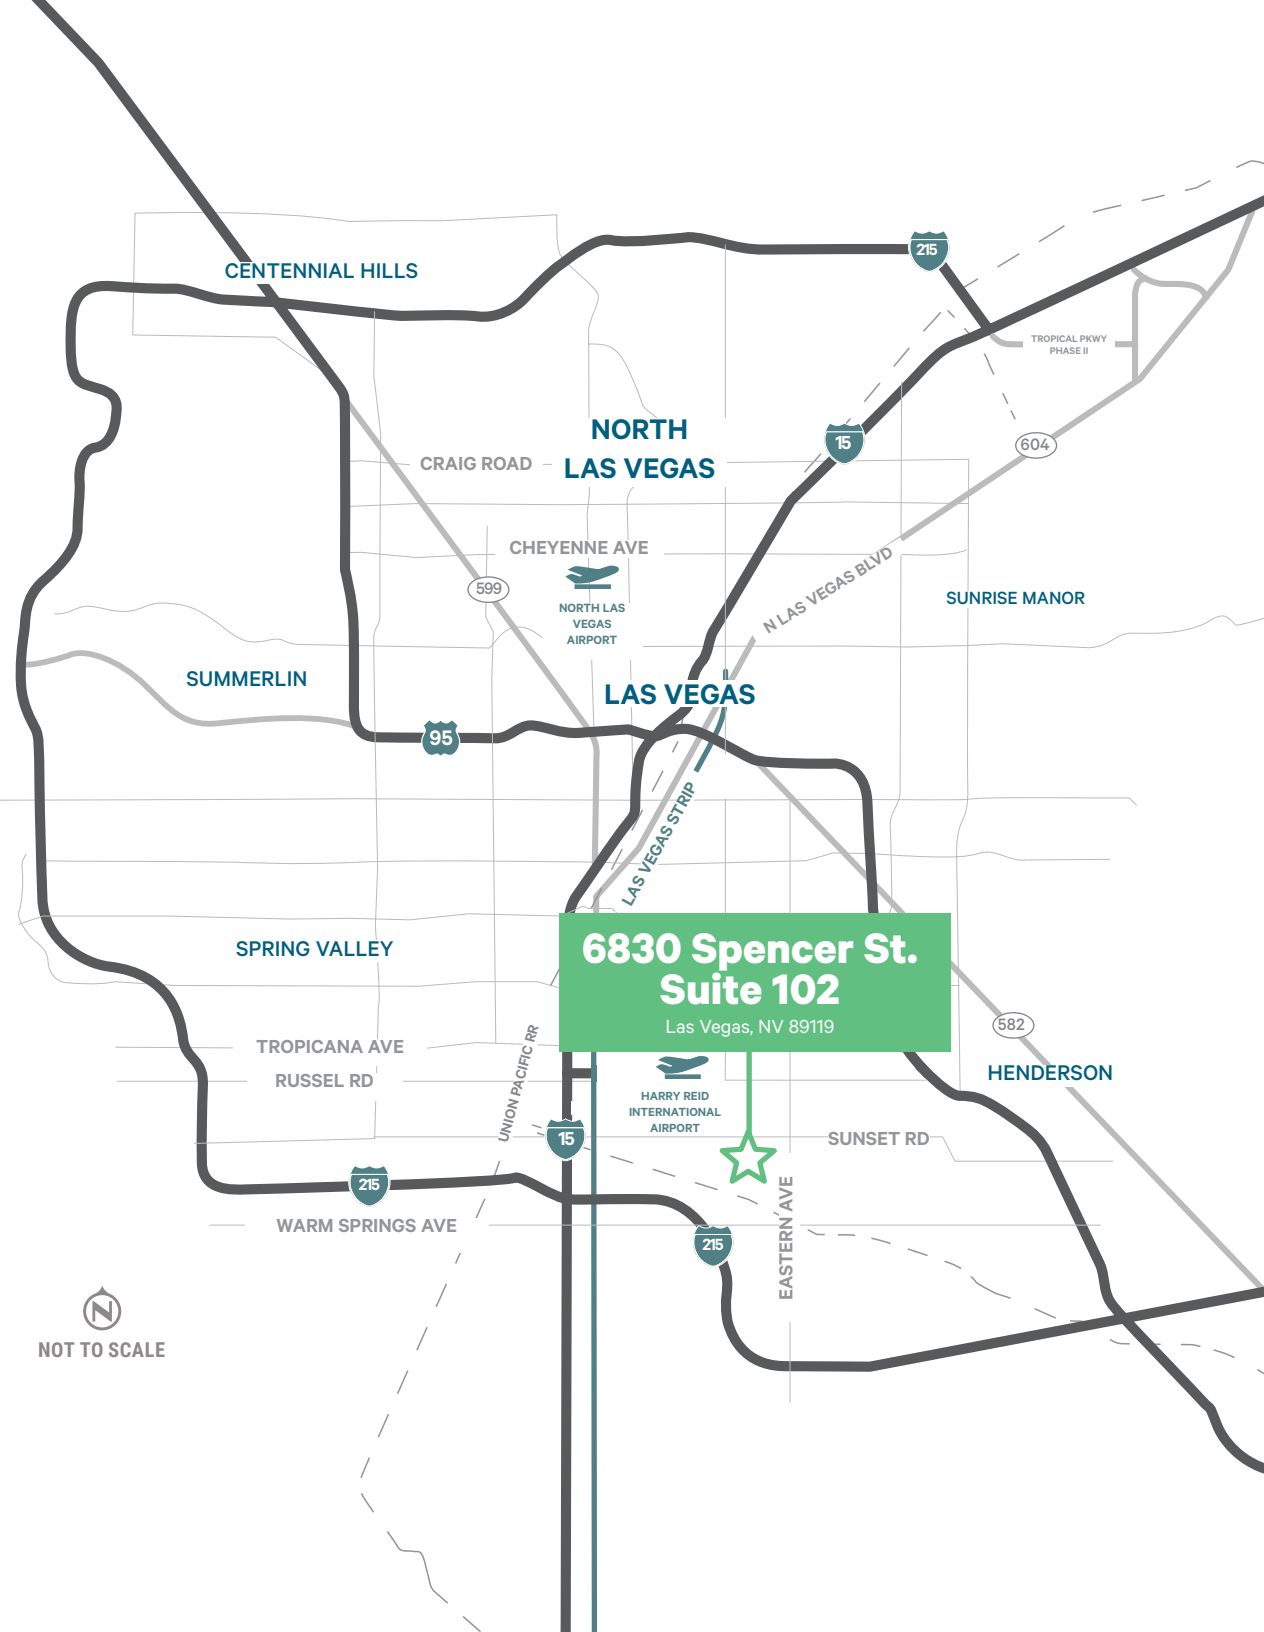 215
CENTENNIAL HILLS
TROPICAL PKWY
PHASE II
NORTH
LAS VEGAS
15
604
CRAIG ROAD
CHEYENNE AVE
N LAS VEGAS BLVD
599
NORTH LAS
VEGAS
AIRPORT
SUNRISE MANOR
SUMMERLIN
LAS VEGAS
95
LAS VEGAS STRIP
SPRING VALLEY
6830 Spencer St.
Suite 102
Las Vegas, NV 89119
582
TROPICANA AVE
RUSSEL RD
UNION PACIFIC RR
HENDERSON
HARRY REID
INTERNATIONAL
AIRPORT
15
SUNSET RD
215
WARM SPRINGS AVE
215
EASTERN AVE
N
NOT TO SCALE